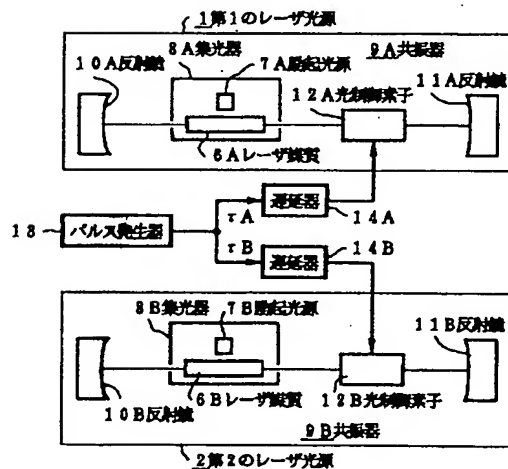 1第1のレーザ光源
8A集光器
9A共振器
10A反射鏡
7A励起光源
11A反射鏡
12A光制御素子
6Aレーザ媒質
τA
遅延器
14A
13
パルス発生器
τB
遅延器
14B
8B集光器
7B励起光源
11B反射鏡
6Bレーザ媒質
12B光制御素子
10B反射鏡
9B共振器
2第2のレーザ光源